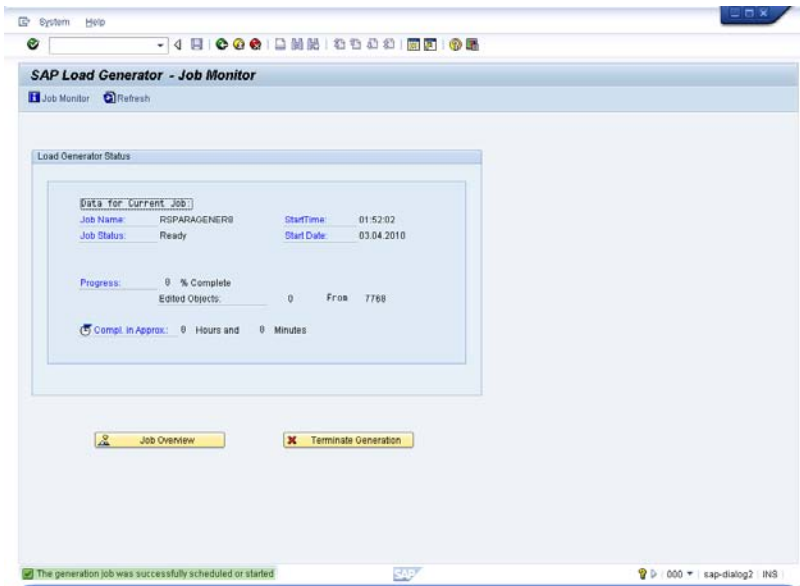 System Help
SAP Load Generator - Job Monitor
Job Monitor Refresh
Load Generator Status
Data for Current Job:
Job Name: RSPARAGENER8 StartTime: 01:52:02
Job Status: Ready Start Date: 03.04.2010
Progress: 0 % Complete
Edited Objects: 0 From 7768
Compl. in Approx.: 0 Hours and 0 Minutes
Job Overview Terminate Generation
The generation job was successfully scheduled or started SAP 000 sap-dialog2 INS